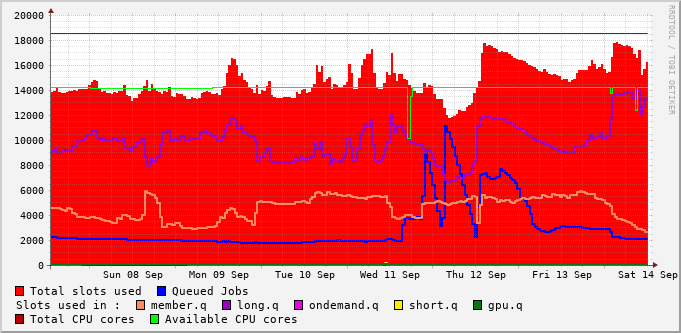 20000
18000
16000
14000
12000
10000
8000
6000
4000
2000
0
Sun 08 Sep Mon 09 Sep Tue 10 Sep Wed 11 Sep Thu 12 Sep Fri 13 Sep Sat 14 Sep
RRDTOOL / TOBI OETIKER
Total slots used Queued Jobs
Slots used in : member.q long.q ondemand.q short.q gpu.q
Total CPU cores Available CPU cores